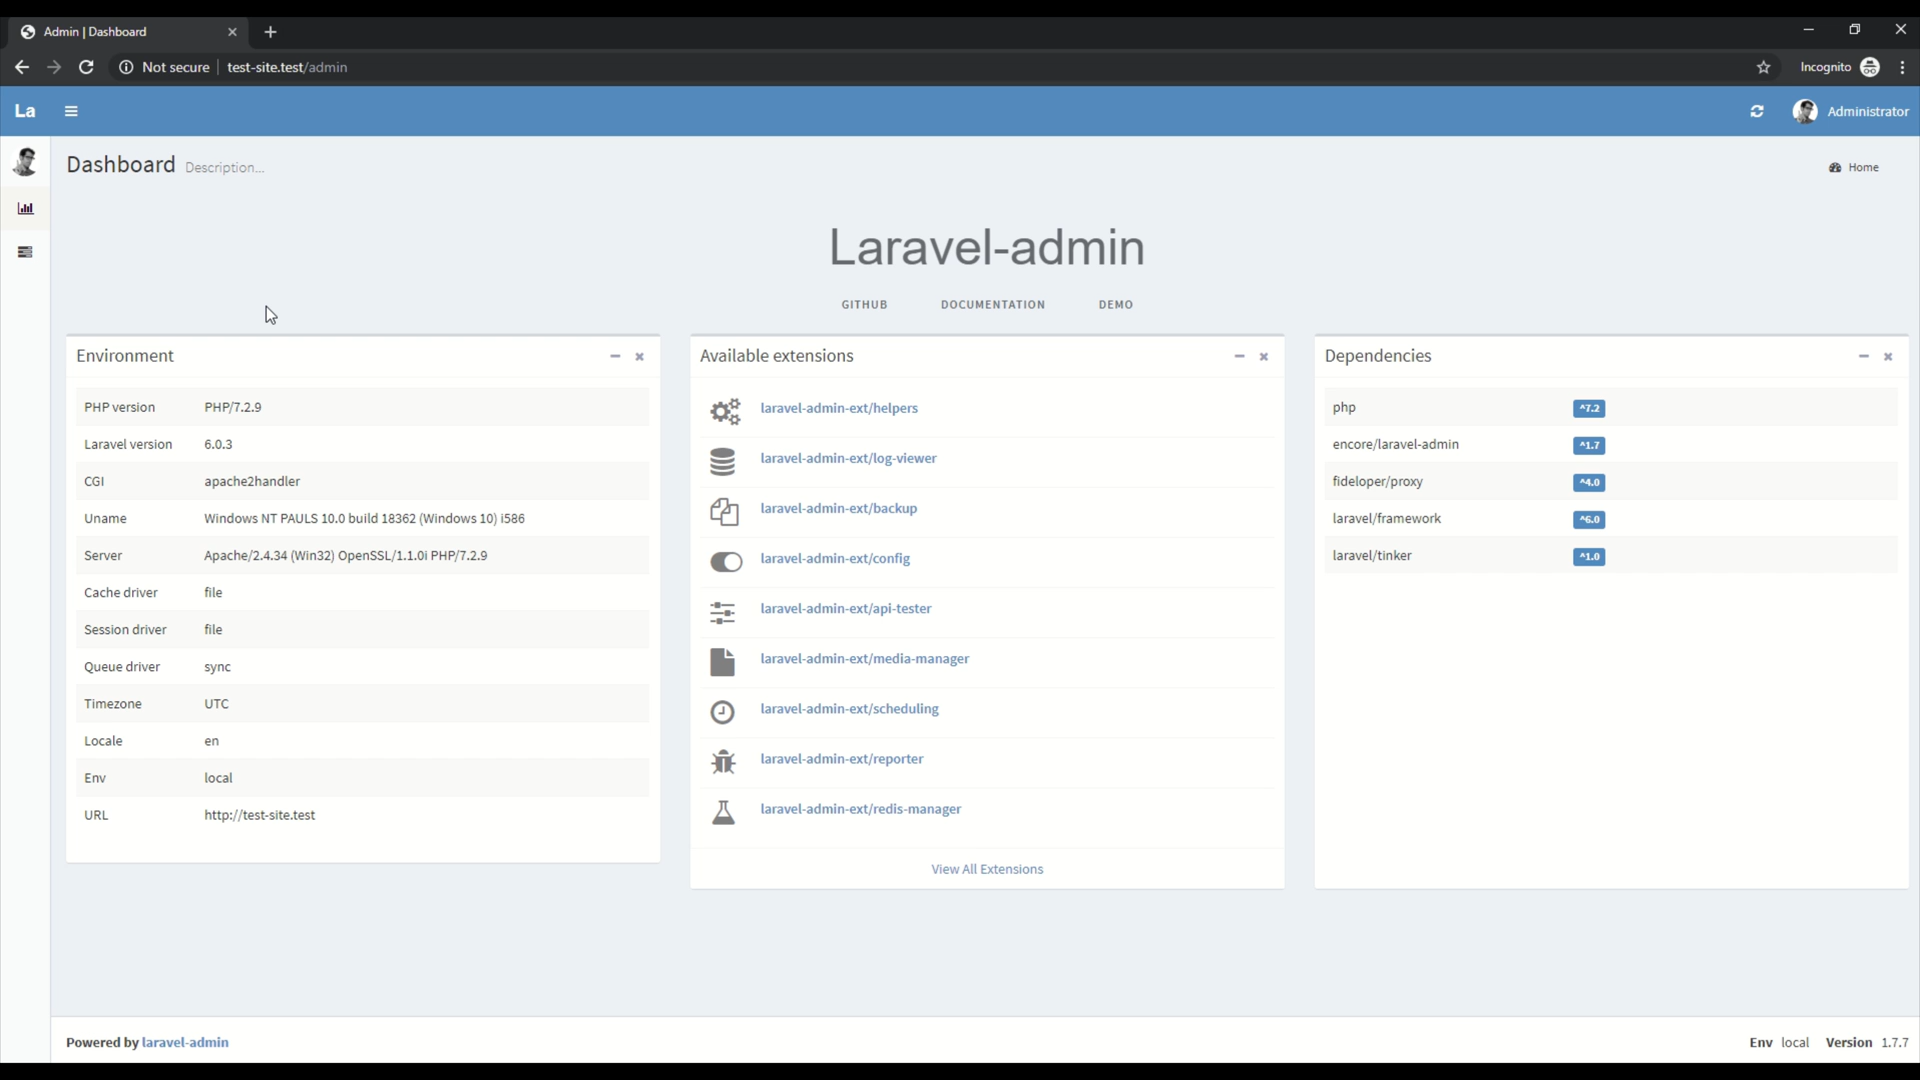 Admin | Dashboard
Not secure test-site.test/admin
Incognito
La
Administrator
Dashboard Description...
Home
Laravel-admin
GITHUB DOCUMENTATION DEMO
Environment
PHP version PHP/7.2.9
Laravel version 6.0.3
CGI apache2handler
Uname Windows NT PAULS 10.0 build 18362 (Windows 10) i586
Server Apache/2.4.34 (Win32) OpenSSL/1.1.0i PHP/7.2.9
Cache driver file
Session driver file
Queue driver sync
Timezone UTC
Locale en
Env local
URL http://test-site.test
Available extensions
laravel-admin-ext/helpers
laravel-admin-ext/log-viewer
laravel-admin-ext/backup
laravel-admin-ext/config
laravel-admin-ext/api-tester
laravel-admin-ext/media-manager
laravel-admin-ext/scheduling
laravel-admin-ext/reporter
laravel-admin-ext/redis-manager
View All Extensions
Dependencies
php ^7.2
encore/laravel-admin ^1.7
fideloper/proxy ^4.0
laravel/framework ^6.0
laravel/tinker ^1.0
Powered by laravel-admin
Env local Version 1.7.7